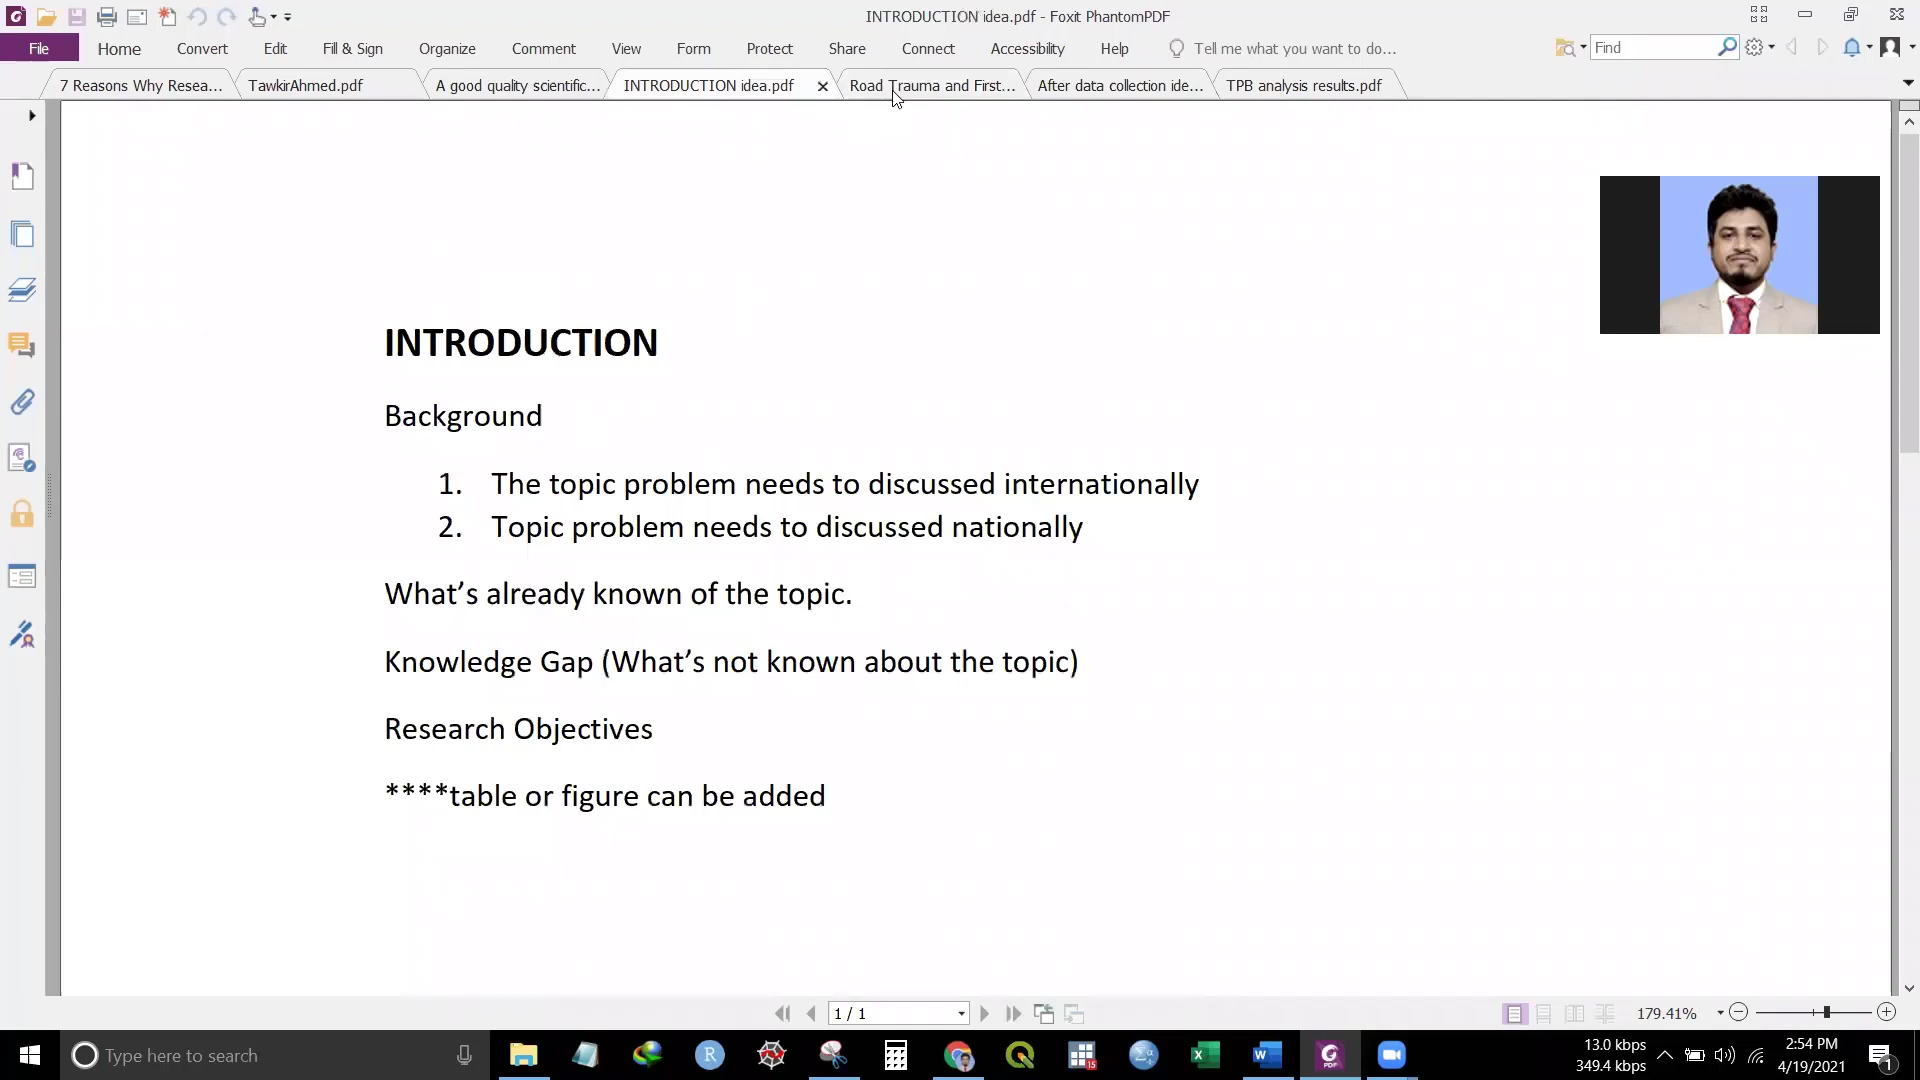 INTRODUCTION idea.pdf - Foxit PhantomPDF
File Home Convert Edit Fill & Sign Organize Comment View Form Protect Share Connect Accessibility Help Tell me what you want to do... Find
7 Reasons Why Resea... TawkirAhmed.pdf A good quality scientific... INTRODUCTION idea.pdf Road Trauma and First... After data collection ide... TPB analysis results.pdf
INTRODUCTION
Background
1. The topic problem needs to discussed internationally
2. Topic problem needs to discussed nationally
What's already known of the topic.
Knowledge Gap (What's not known about the topic)
Research Objectives
****table or figure can be added
1 / 1 179.41%
Type here to search
13.0 kbps
349.4 kbps
2:54 PM
4/19/2021
1